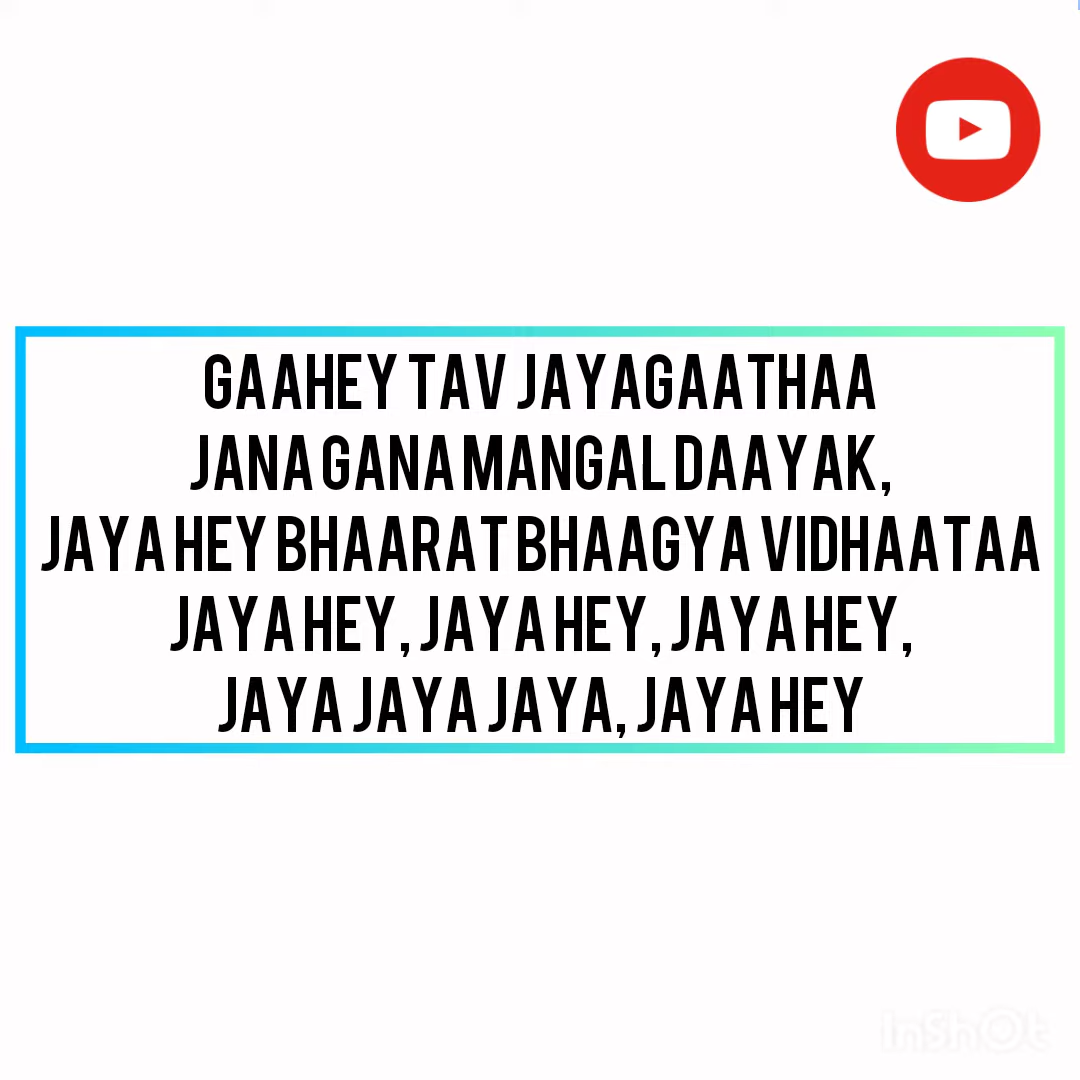 GAAHEY TAV JAYAGAATHAA
JANA GANA MANGAL DAAYAK,
JAYA HEY BHAARAT BHAAGYA VIDHAATAA
JAYA HEY, JAYA HEY, JAYA HEY,
JAYA JAYA JAYA, JAYA HEY
InShOt